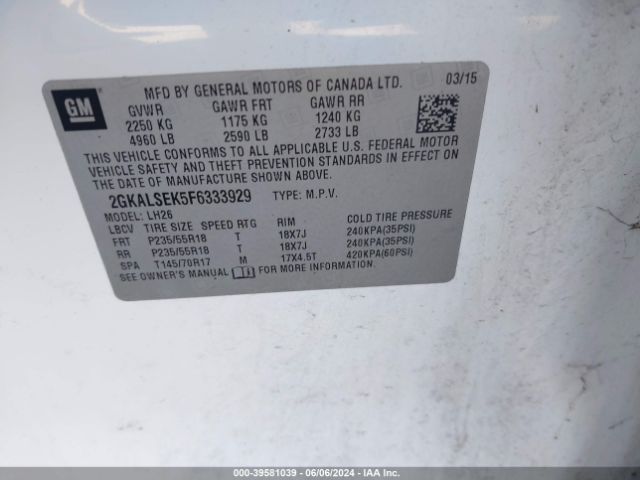 GM
MFD BY GENERAL MOTORS OF CANADA LTD. 03/15
GVWR GAWR FRT GAWR RR
2250 KG 1175 KG 1240 KG
4960 LB 2590 LB 2733 LB
THIS VEHICLE CONFORMS TO ALL APPLICABLE U.S. FEDERAL MOTOR
VEHICLE SAFETY AND THEFT PREVENTION STANDARDS IN EFFECT ON
THE DATE OF MANUFACTURE SHOWN ABOVE.
2GKALSEK5F6333929 TYPE: M.P.V.
MODEL: LH26
LBCV TIRE SIZE SPEED RTG RIM COLD TIRE PRESSURE
FRT P235/55R18 T 18X7J 240KPA(35PSI)
RR P235/55R18 T 18X7J 240KPA(35PSI)
SPA T145/70R17 M 17X4.5T 420KPA(60PSI)
SEE OWNER'S MANUAL FOR MORE INFORMATION
000-39581039 - 06/06/2024 - IAAI.COM